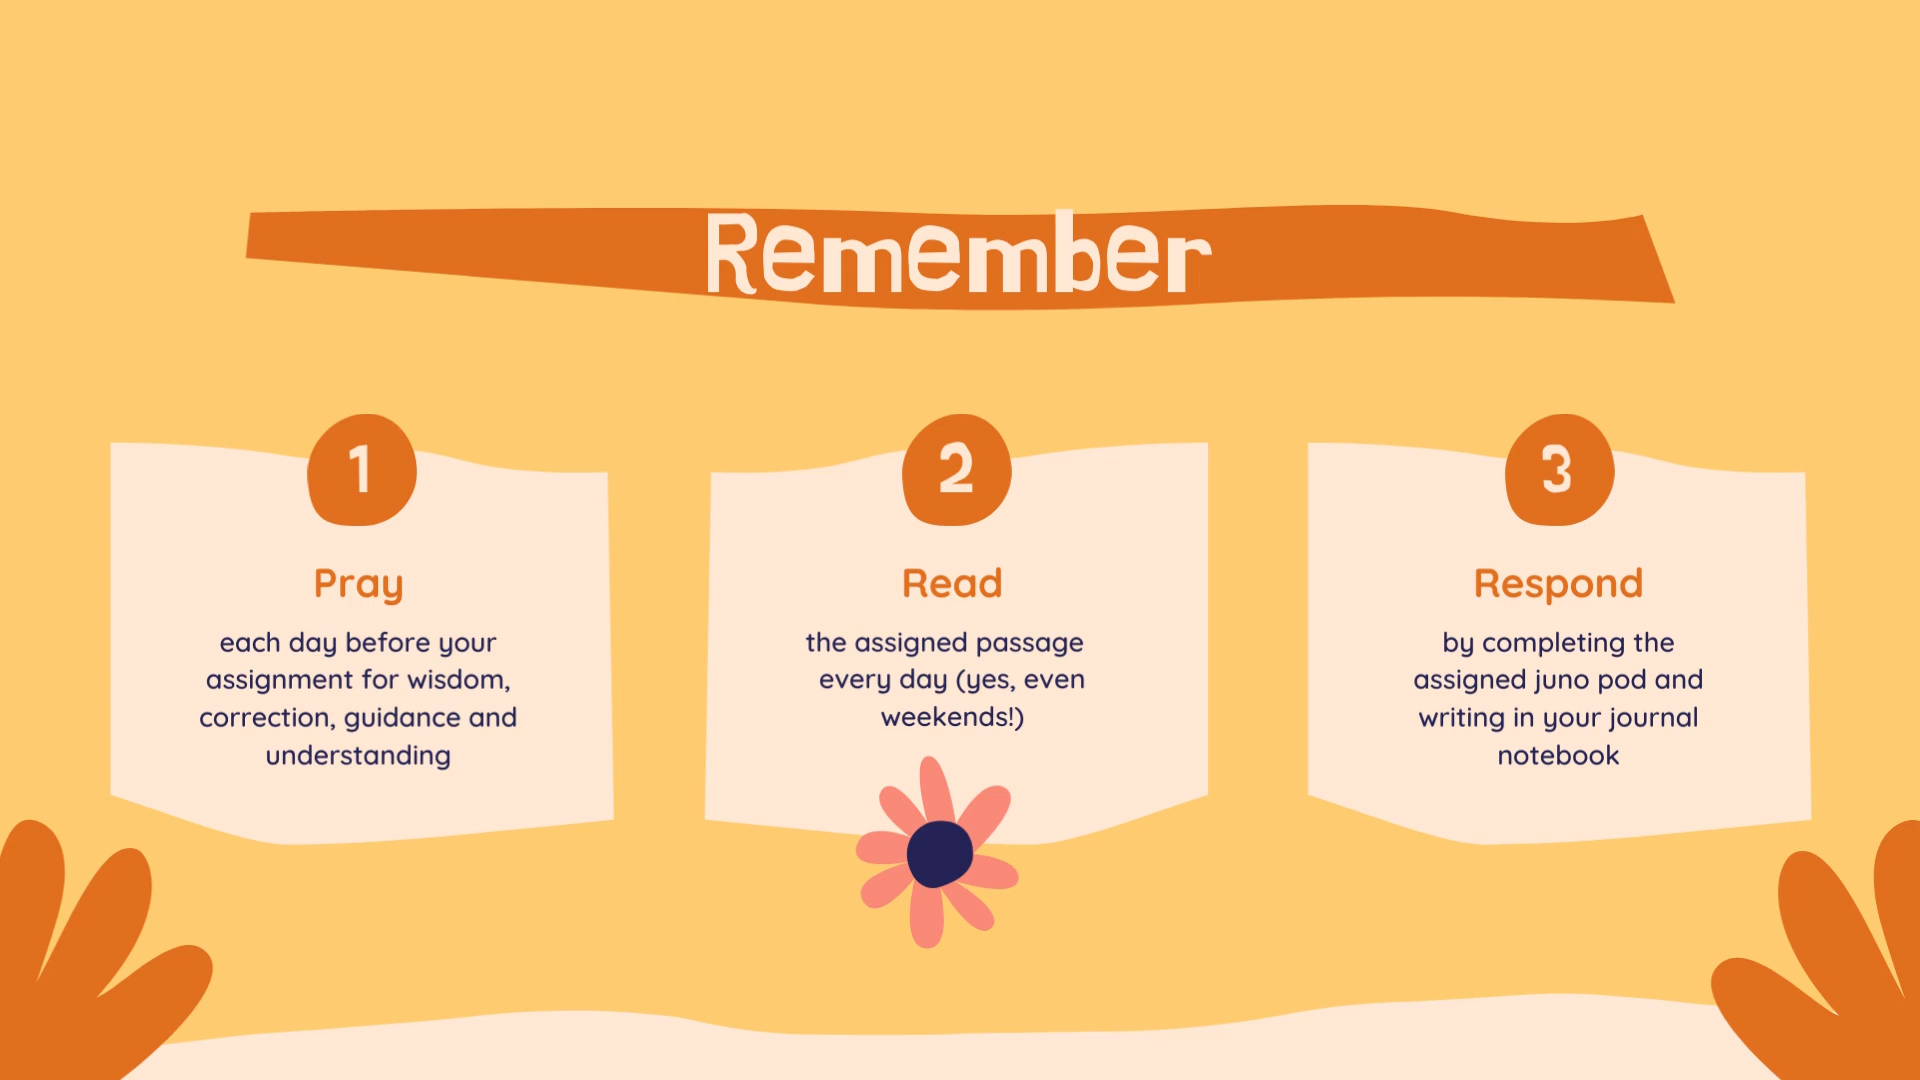 Remember
1
Pray
each day before your
assignment for wisdom,
correction, guidance and
understanding
2
Read
the assigned passage
every day (yes, even
weekends!)
3
Respond
by completing the
assigned juno pod and
writing in your journal
notebook